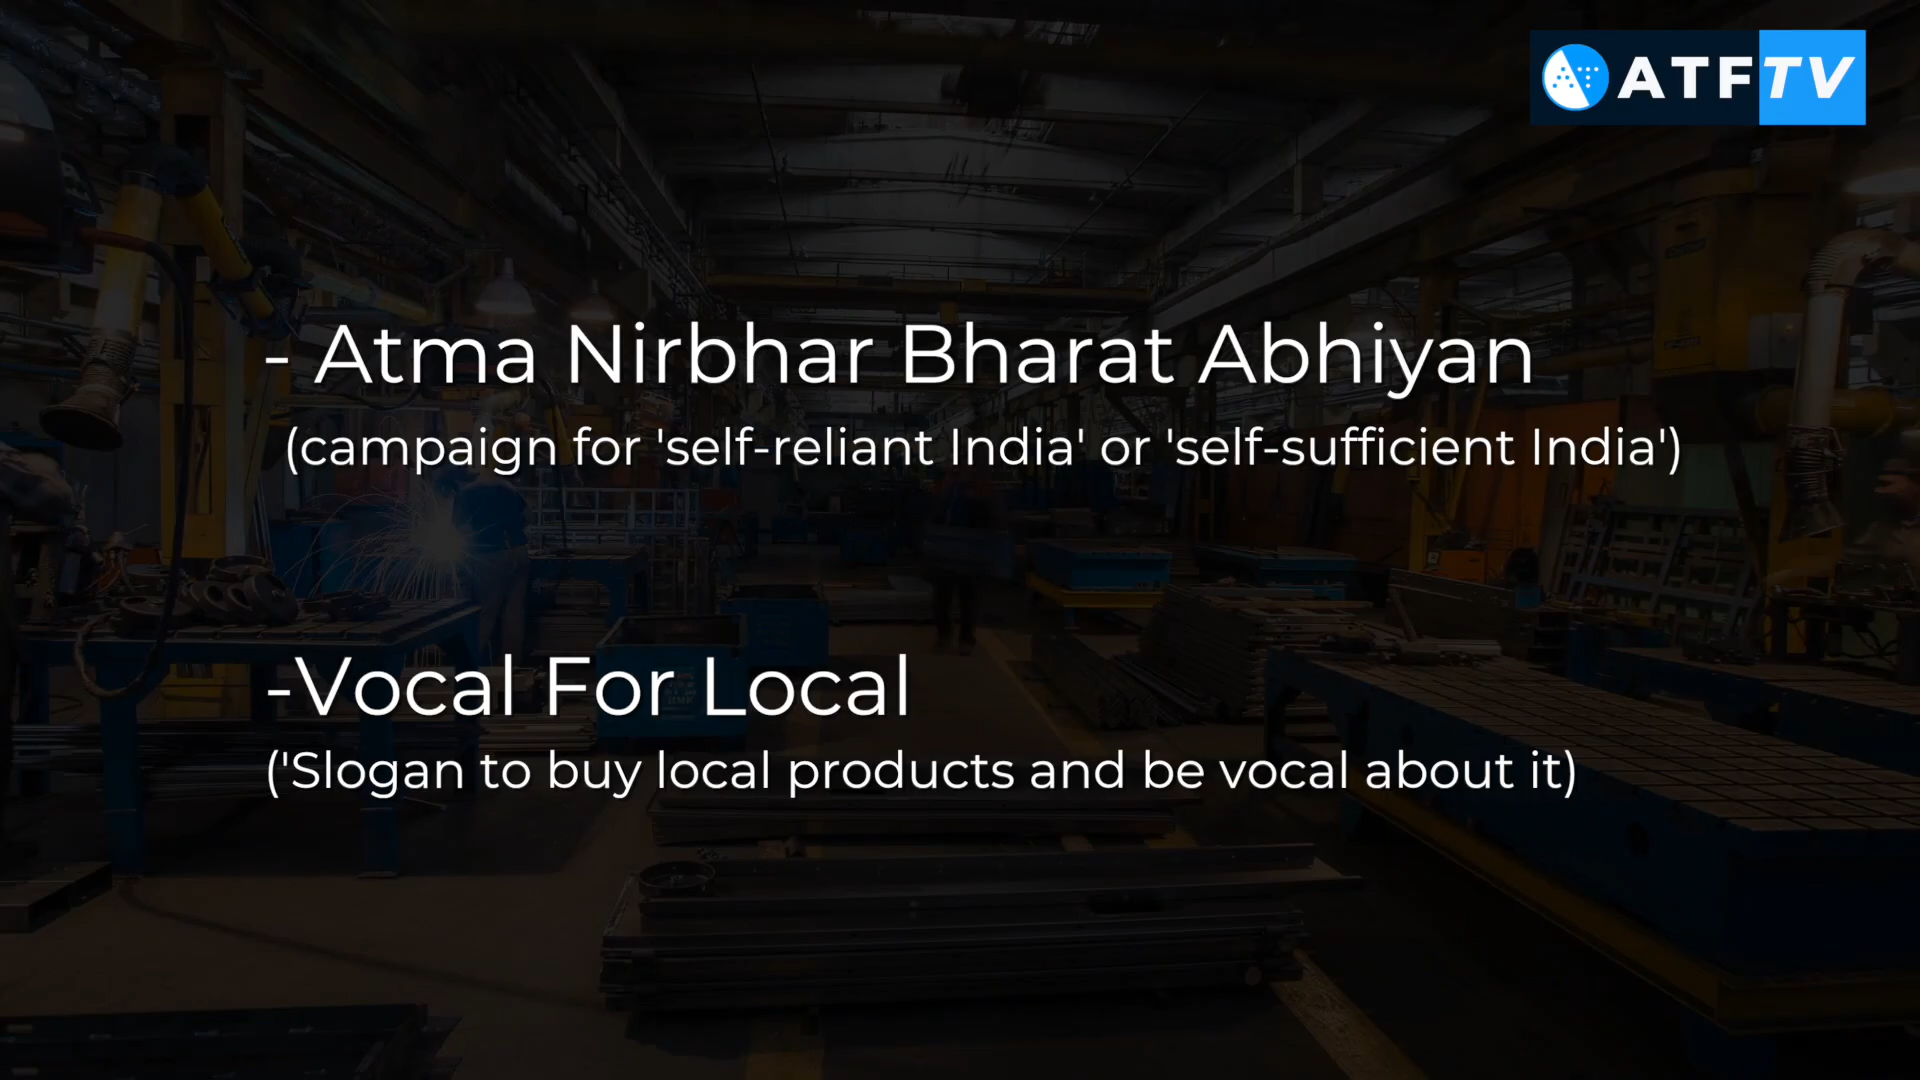 ATFTV
- Atma Nirbhar Bharat Abhiyan
(campaign for 'self-reliant India' or 'self-sufficient India')
-Vocal For Local
('Slogan to buy local products and be vocal about it)